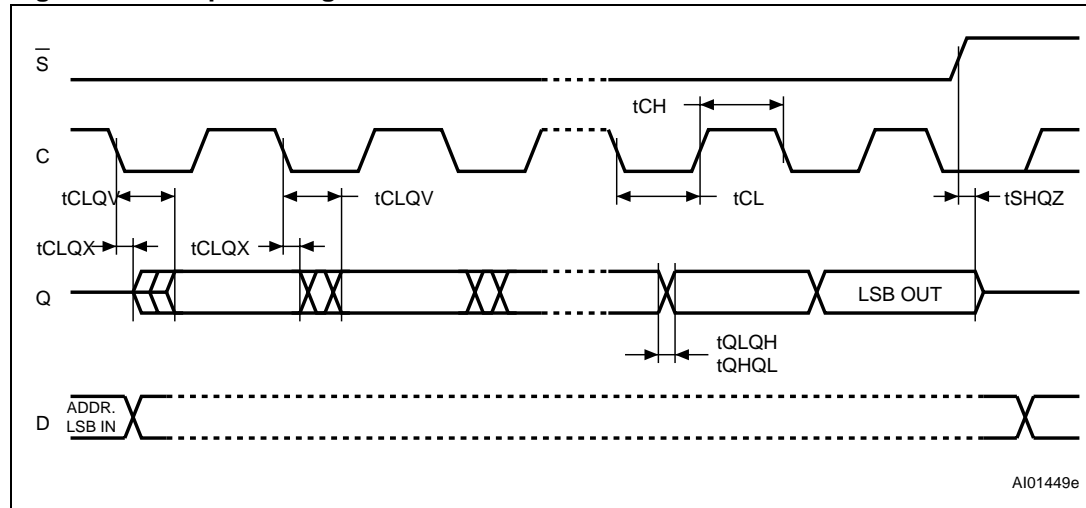 S
tCH
C
tCLQV
tCLQV
tCL
tSHQZ
tCLQX
tCLQX
Q
LSB OUT
tQLQH
tQHQL
D
ADDR.
LSB IN
AI01449e